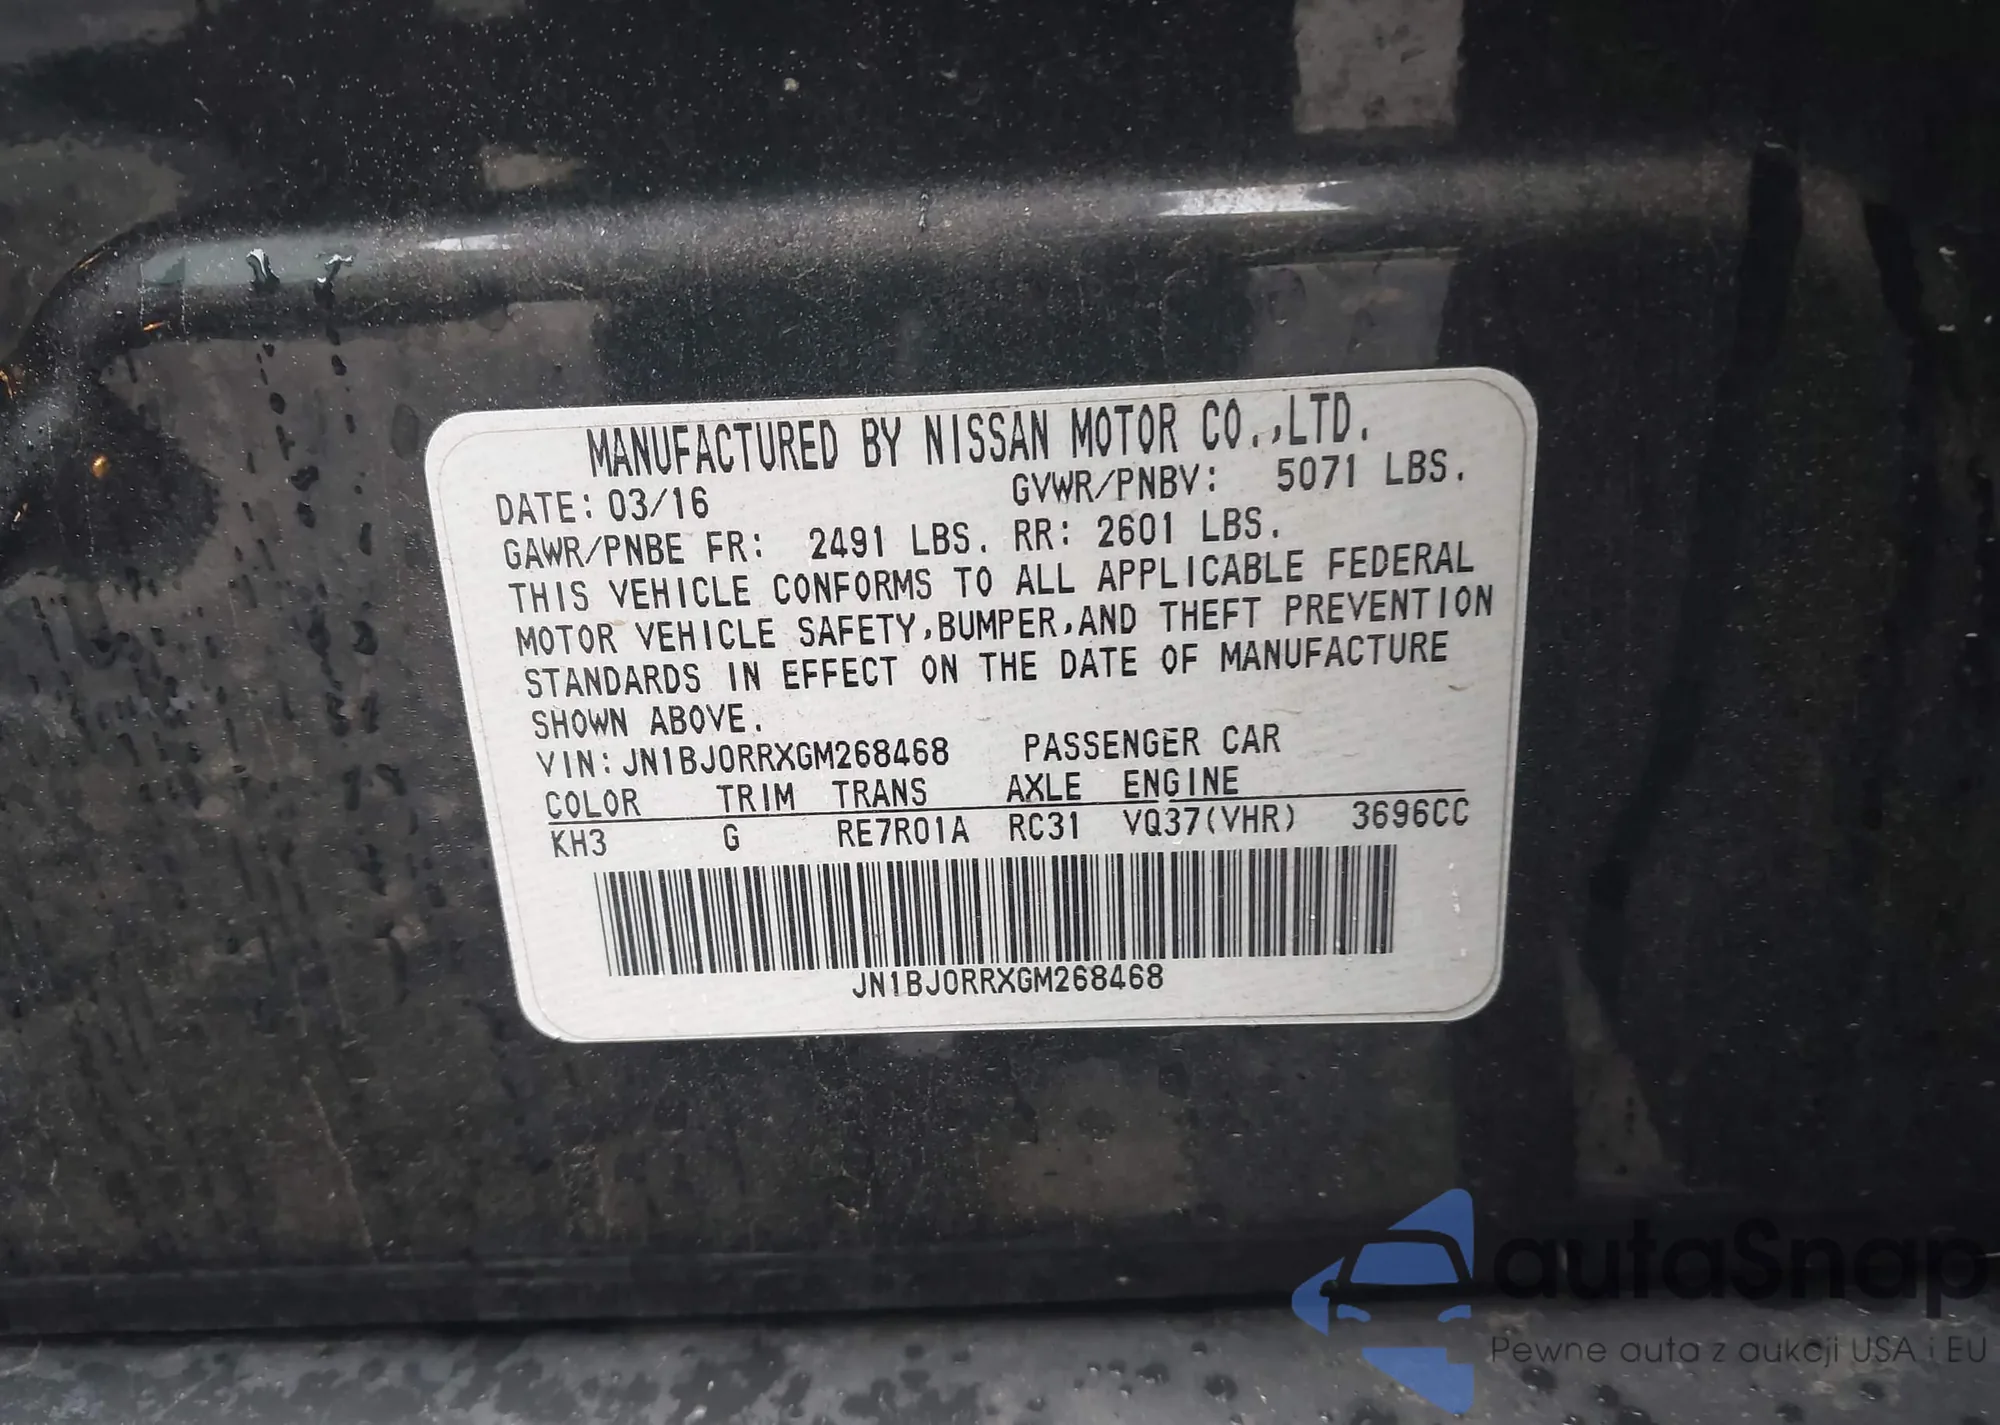 MANUFACTURED BY NISSAN MOTOR CO.,LTD.
DATE: 03/16 GVWR/PNBV: 5071 LBS.
GAWR/PNBE FR: 2491 LBS. RR: 2601 LBS.
THIS VEHICLE CONFORMS TO ALL APPLICABLE FEDERAL
MOTOR VEHICLE SAFETY,BUMPER,AND THEFT PREVENTION
STANDARDS IN EFFECT ON THE DATE OF MANUFACTURE
SHOWN ABOVE.
VIN: JN1BJ0RRXGM268468 PASSENGER CAR
COLOR TRIM TRANS AXLE ENGINE
KH3 G RE7R01A RC31 VQ37(VHR) 3696CC
JN1BJ0RRXGM268468
autaSnap
Pewne auta z aukcji USA i EU